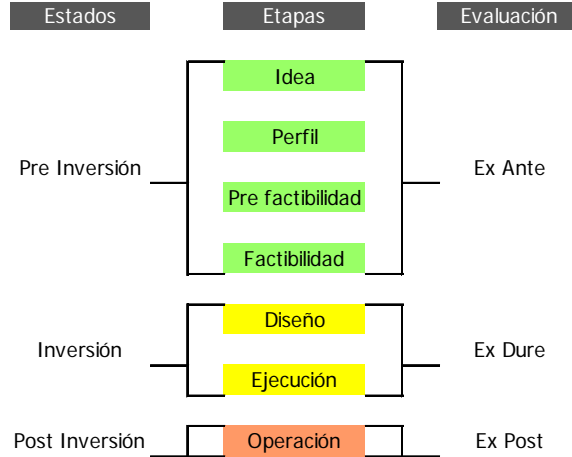 Estados Etapas Evaluación
Idea
Perfil
Pre Inversión Ex Ante
Pre factibilidad
Factibilidad
Diseño
Inversión Ex Dure
Ejecución
Post Inversión Operación Ex Post